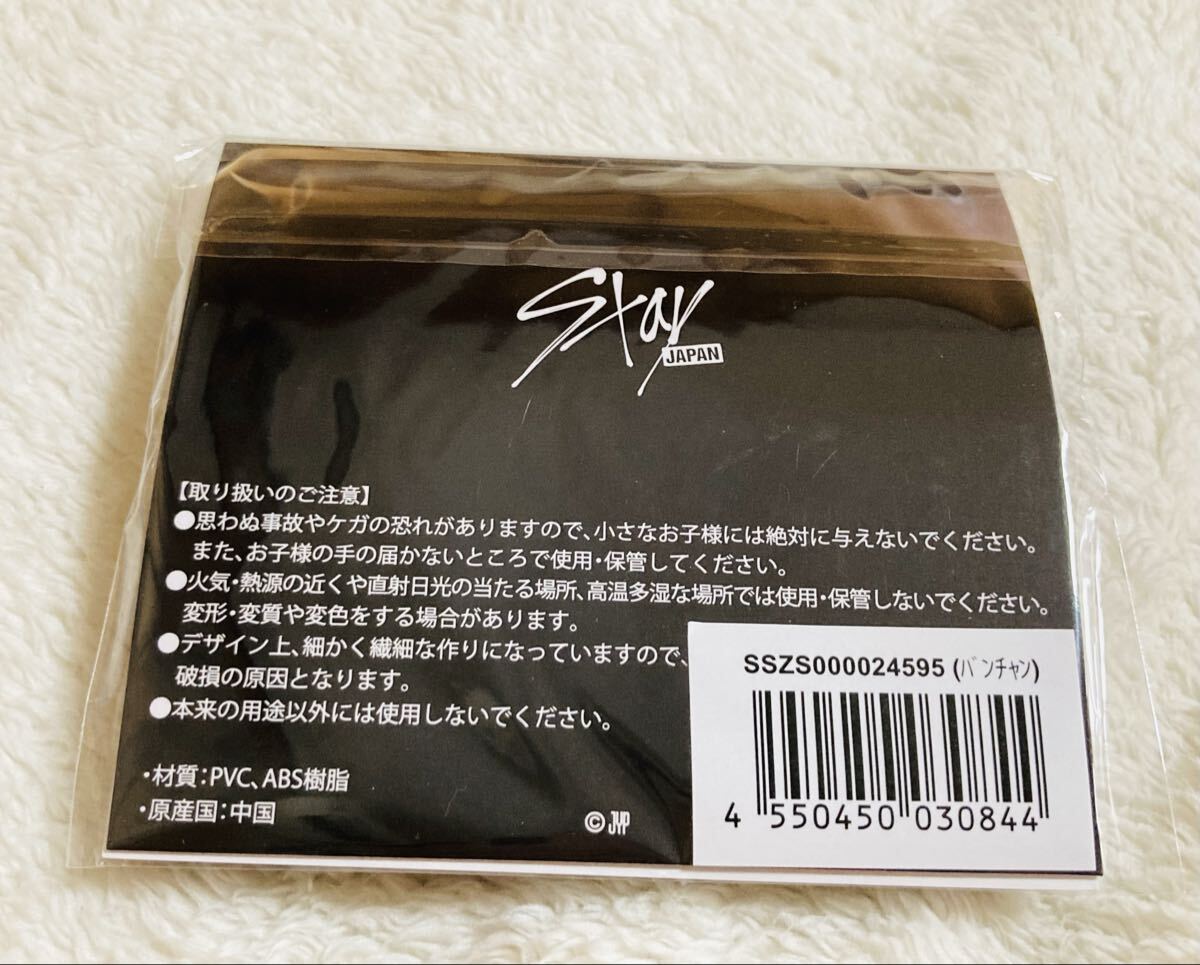 Stay
JAPAN
【取り扱いのご注意】
●思わぬ事故やケガの恐れがありますので、小さなお子様には絶対に与えないでください。
また、お子様の手の届かないところで使用・保管してください。
●火気・熱源の近くや直射日光の当たる場所、高温多湿な場所では使用・保管しないでください。
変形・変質や変色をする場合があります。
●デザイン上、細かく繊細な作りになっていますので、
破損の原因となります。
●本来の用途以外には使用しないでください。
・材質：PVC、ABS樹脂
・原産国：中国
© JYP
SSZS000024595 (ﾊﾞﾝﾁｬﾝ)
4 550450 030844